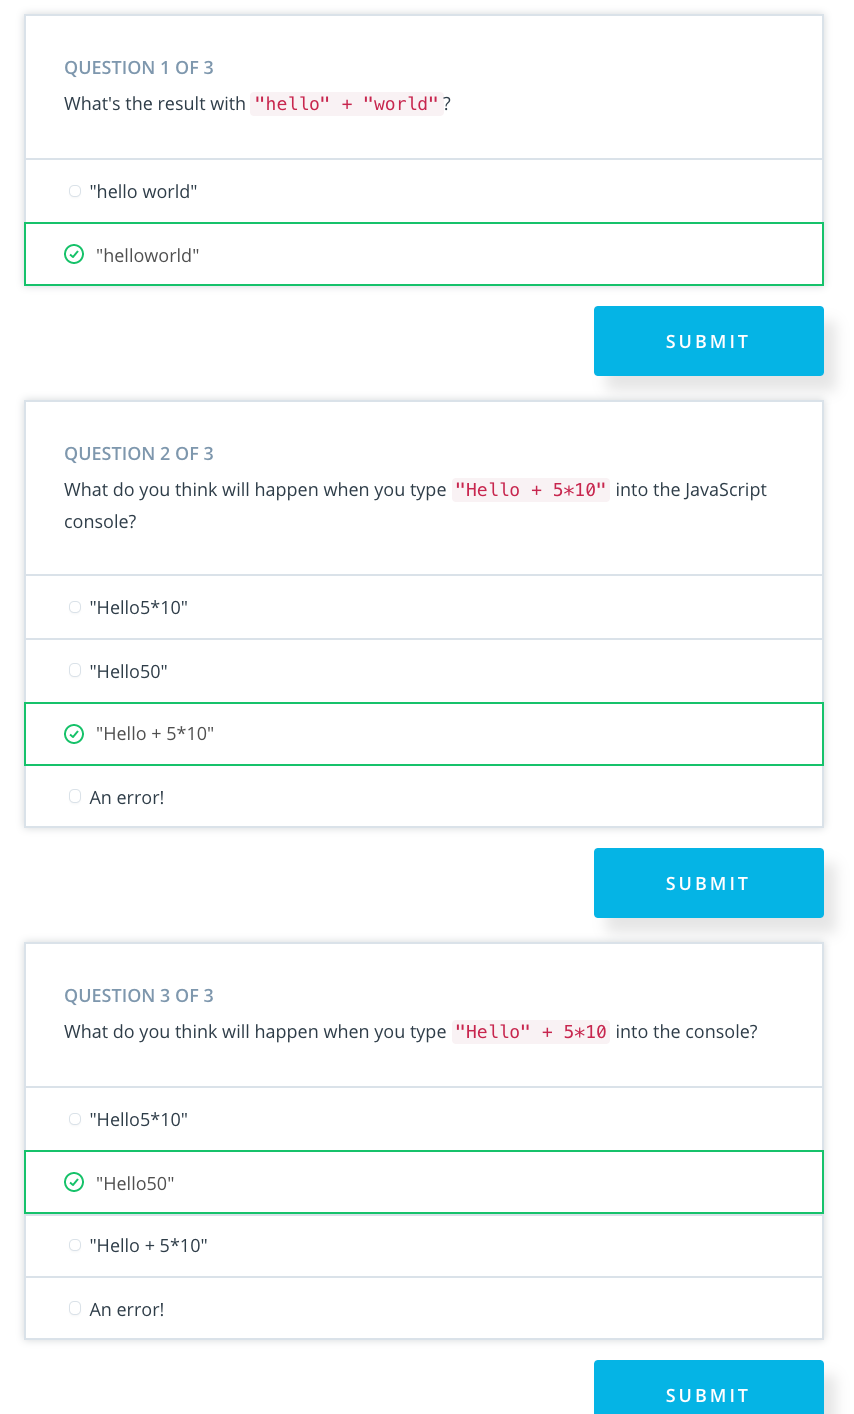 QUESTION 1 OF 3
What's the result with "hello" + "world"?
"hello world"
"helloworld"
SUBMIT
QUESTION 2 OF 3
What do you think will happen when you type "Hello + 5*10" into the JavaScript
console?
"Hello5*10"
"Hello50"
"Hello + 5*10"
An error!
SUBMIT
QUESTION 3 OF 3
What do you think will happen when you type "Hello" + 5*10 into the console?
"Hello5*10"
"Hello50"
"Hello + 5*10"
An error!
SUBMIT